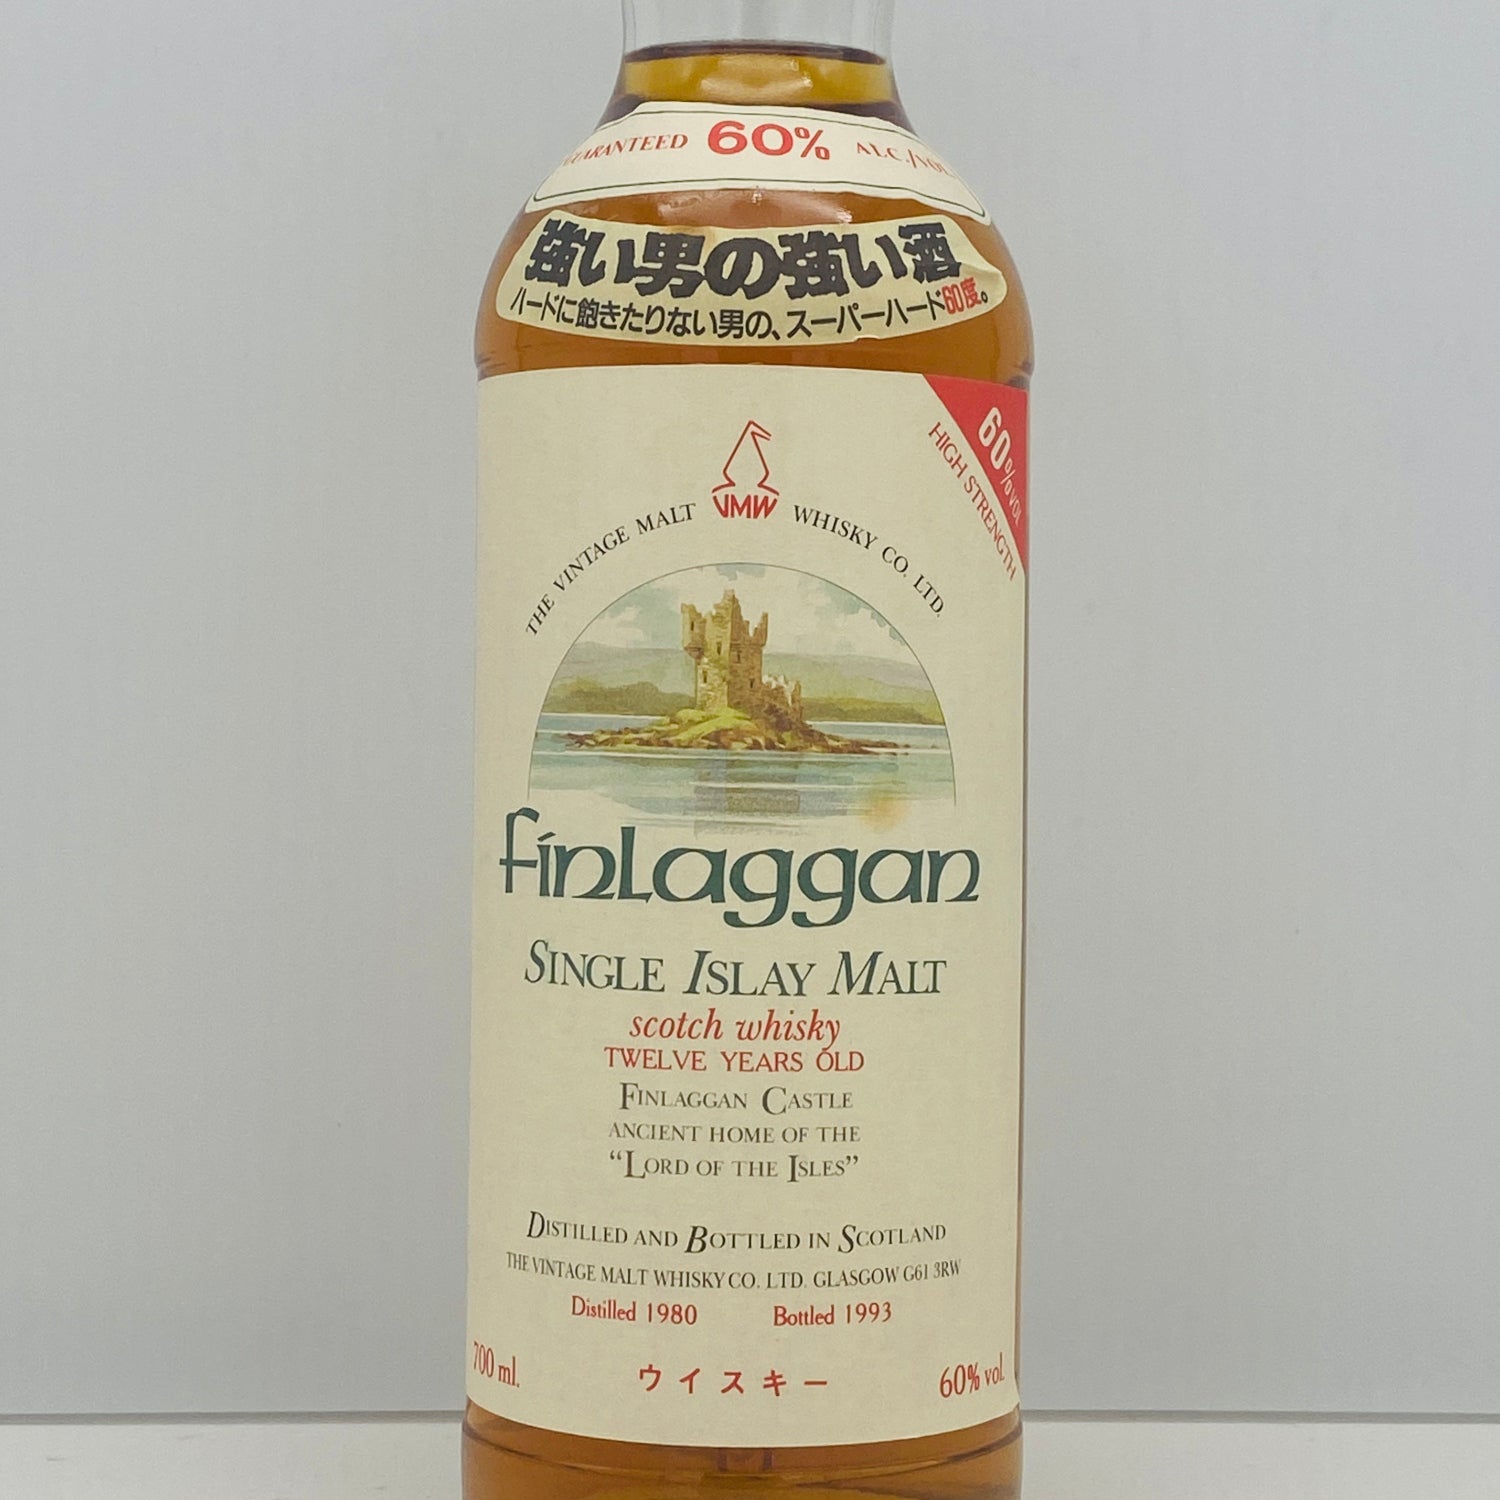 GUARANTEED 60% ALC./VOL.
強い男の強い酒
ハードに飽きたりない男の、スーパーハード60度。
60% VOL
HIGH STRENGTH
VMW
THE VINTAGE MALT WHISKY CO. LTD.
finlaggan
SINGLE ISLAY MALT
scotch whisky
TWELVE YEARS OLD
FINLAGGAN CASTLE
ANCIENT HOME OF THE
“LORD OF THE ISLES”
DISTILLED AND BOTTLED IN SCOTLAND
THE VINTAGE MALT WHISKY CO. LTD. GLASGOW G61 3RW
Distilled 1980 Bottled 1993
700 ml. ウイスキー 60% vol.